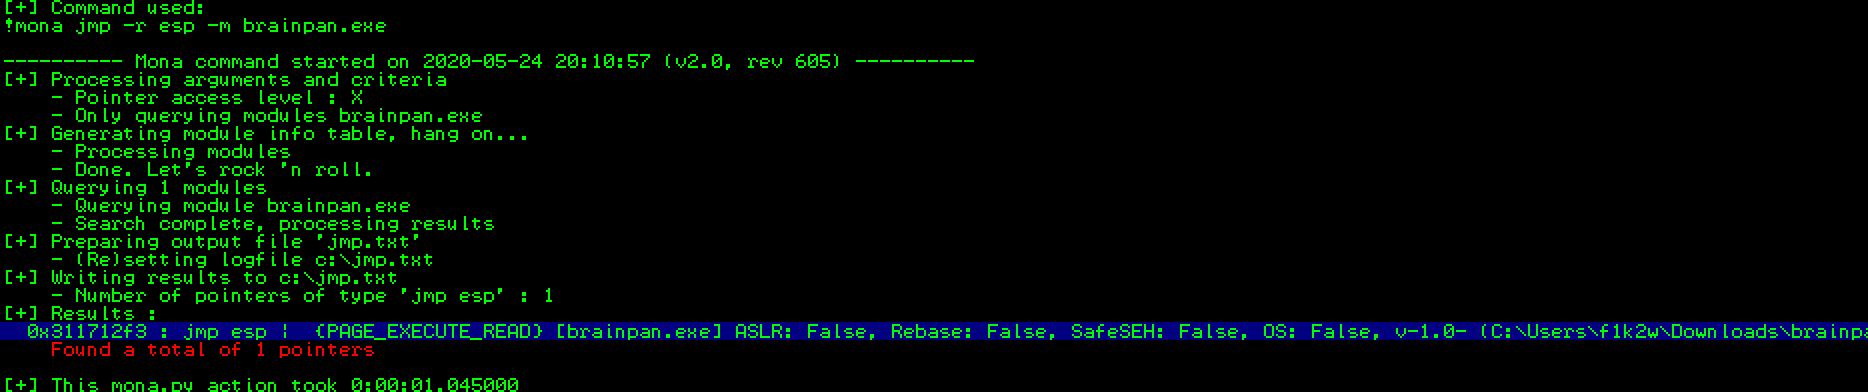 [+] Command used:
!mona jmp -r esp -m brainpan.exe
---------- Mona command started on 2020-05-24 20:10:57 (v2.0, rev 605) ----------
[+] Processing arguments and criteria
- Pointer access level : X
- Only querying modules brainpan.exe
[+] Generating module info table, hang on...
- Processing modules
- Done. Let's rock 'n roll.
[+] Querying 1 modules
- Querying module brainpan.exe
- Search complete, processing results
[+] Preparing output file 'jmp.txt'
- (Re)setting logfile c:\jmp.txt
[+] Writing results to c:\jmp.txt
- Number of pointers of type 'jmp esp' : 1
[+] Results :
0x311712f3 : jmp esp | {PAGE_EXECUTE_READ} [brainpan.exe] ASLR: False, Rebase: False, SafeSEH: False, OS: False, v-1.0- (C:\Users\f1k2w\Downloads\brainpa
Found a total of 1 pointers
[+] This mona.py action took 0:00:01.045000